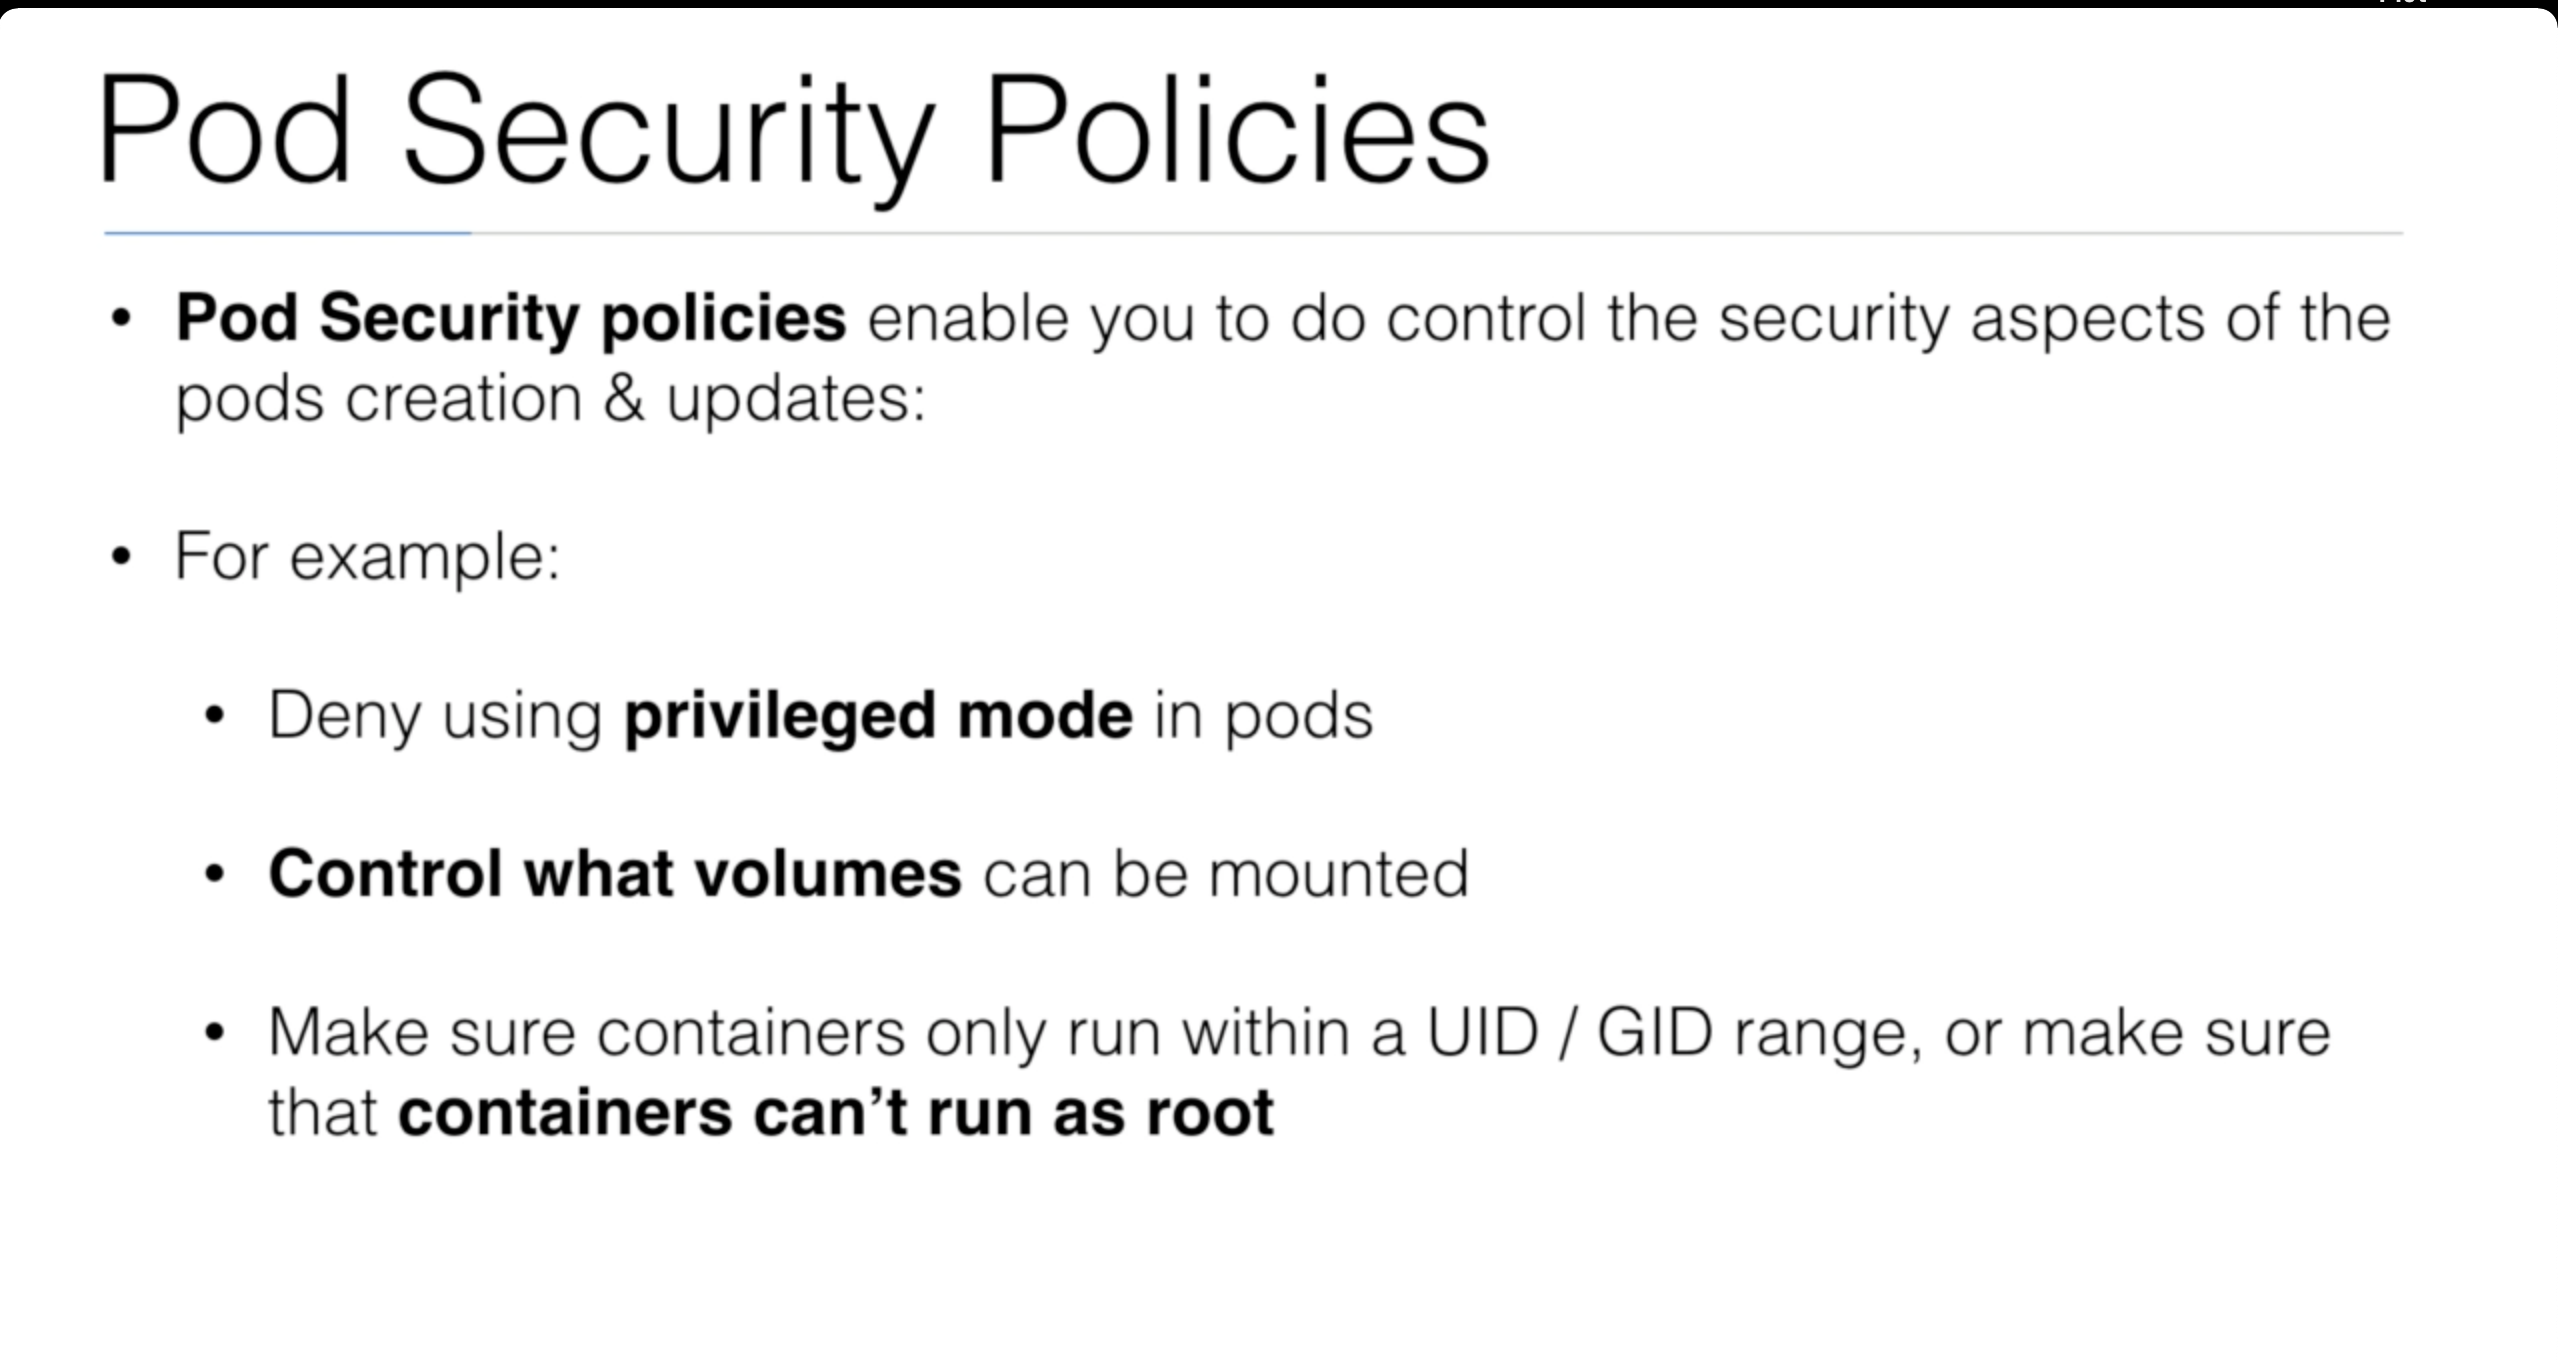 Pod Security Policies
• Pod Security policies enable you to do control the security aspects of the
pods creation & updates:
• For example:
• Deny using privileged mode in pods
• Control what volumes can be mounted
• Make sure containers only run within a UID / GID range, or make sure
that containers can’t run as root